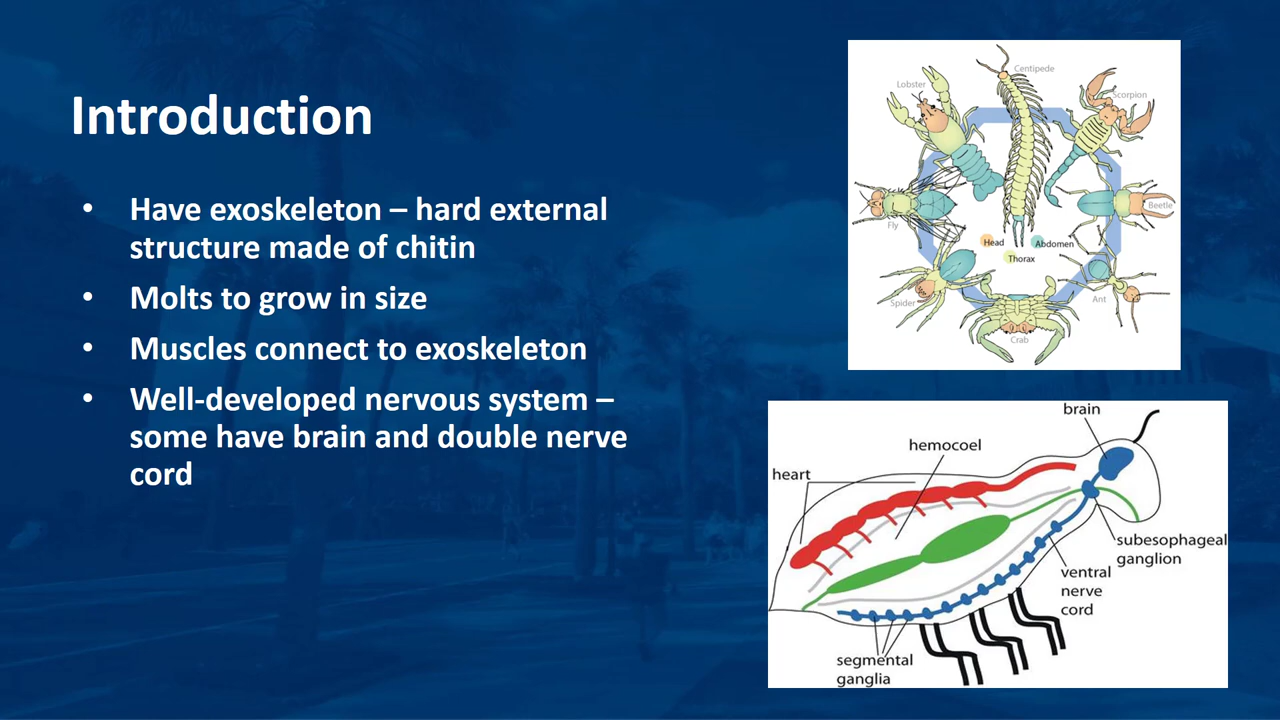 Introduction
• Have exoskeleton – hard external
structure made of chitin
• Molts to grow in size
• Muscles connect to exoskeleton
• Well-developed nervous system –
some have brain and double nerve
cord
Centipede
Lobster
Scorpion
Beetle
Fly
Head
Abdomen
Thorax
Spider
Ant
Crab
brain
hemocoel
heart
subesophageal
ganglion
ventral
nerve
cord
segmental
ganglia